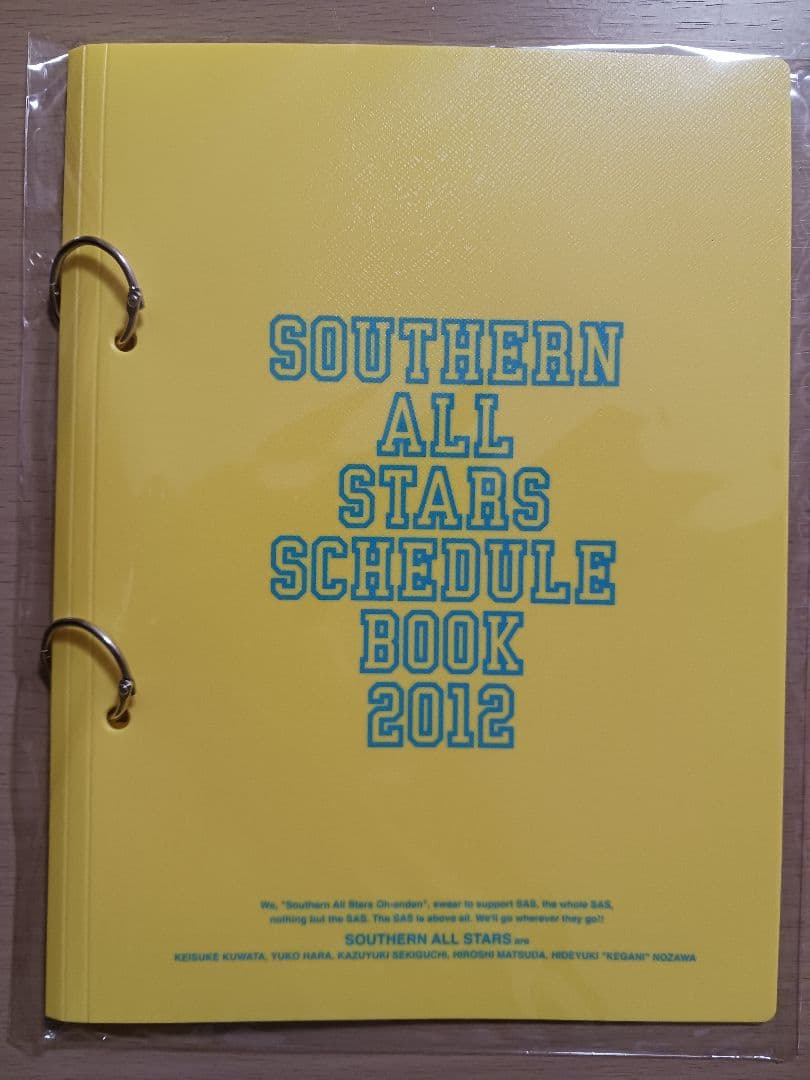 SOUTHERN
ALL
STARS
SCHEDULE
BOOK
2012
We, "Southern All Stars Oh-enden", swear to support SAS, the whole SAS,
nothing but the SAS. The SAS is above all. We'll go wherever they go!!
SOUTHERN ALL STARS are
KEISUKE KUWATA, YUKO HARA, KAZUYUKI SEKIGUCHI, HIROSHI MATSUDA, HIDEYUKI "KEGANI" NOZAWA